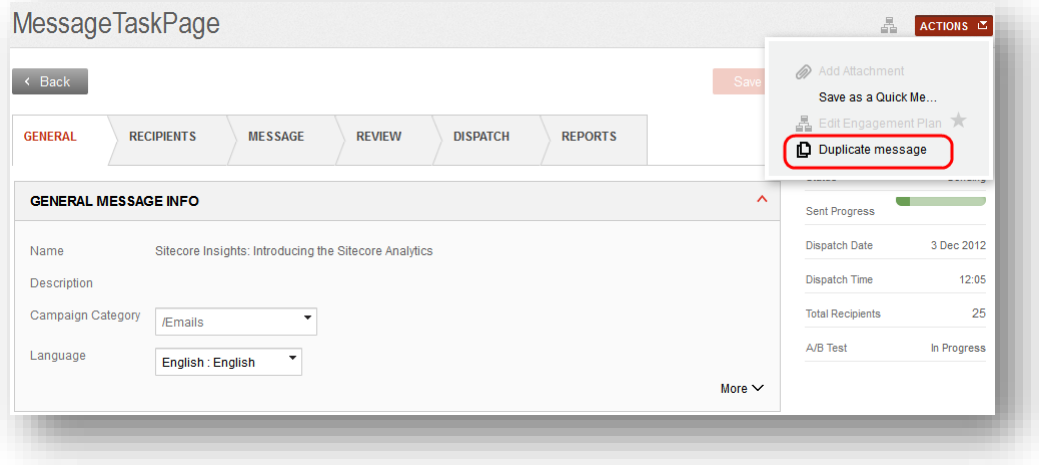 MessageTaskPage
ACTIONS
Back
Save
Add Attachment
Save as a Quick Me...
Edit Engagement Plan
Duplicate message
GENERAL RECIPIENTS MESSAGE REVIEW DISPATCH REPORTS
GENERAL MESSAGE INFO
Name Sitecore Insights: Introducing the Sitecore Analytics
Description
Campaign Category /Emails
Language English : English
More
Sent Progress
Dispatch Date 3 Dec 2012
Dispatch Time 12:05
Total Recipients 25
A/B Test In Progress